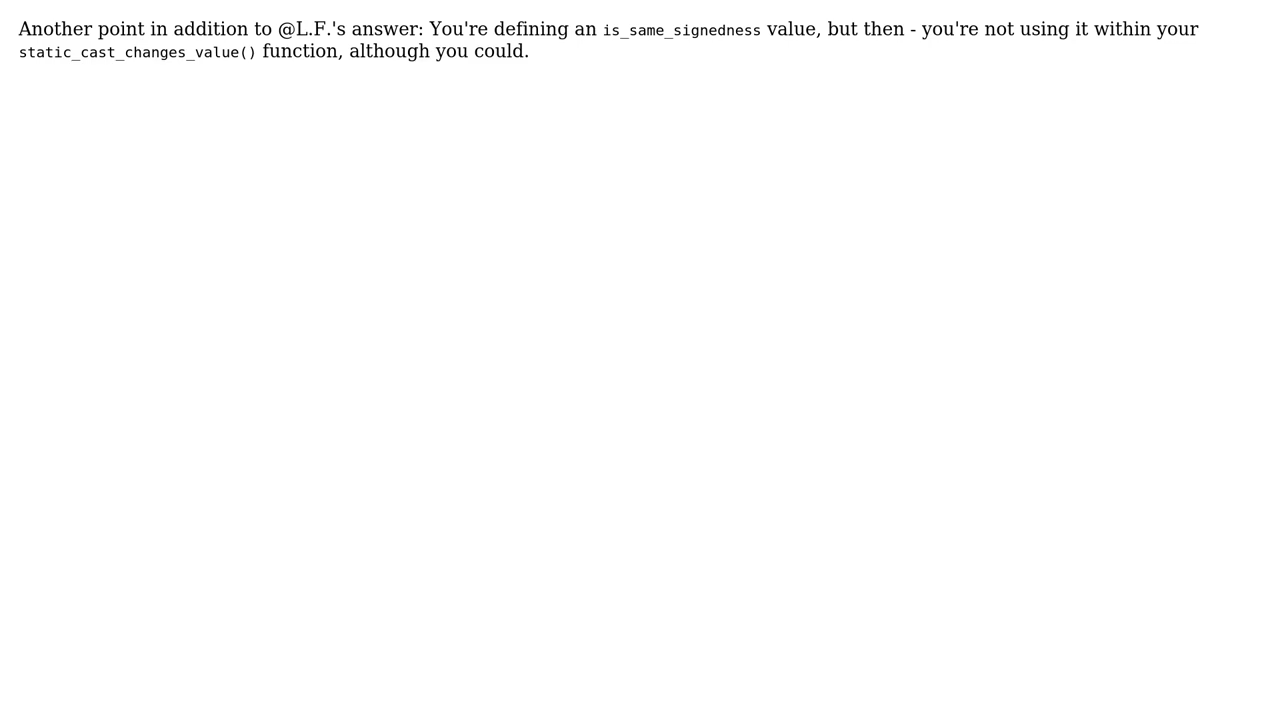 Another point in addition to @L.F.'s answer: You're defining an is_same_signedness value, but then - you're not using it within your
static_cast_changes_value() function, although you could.